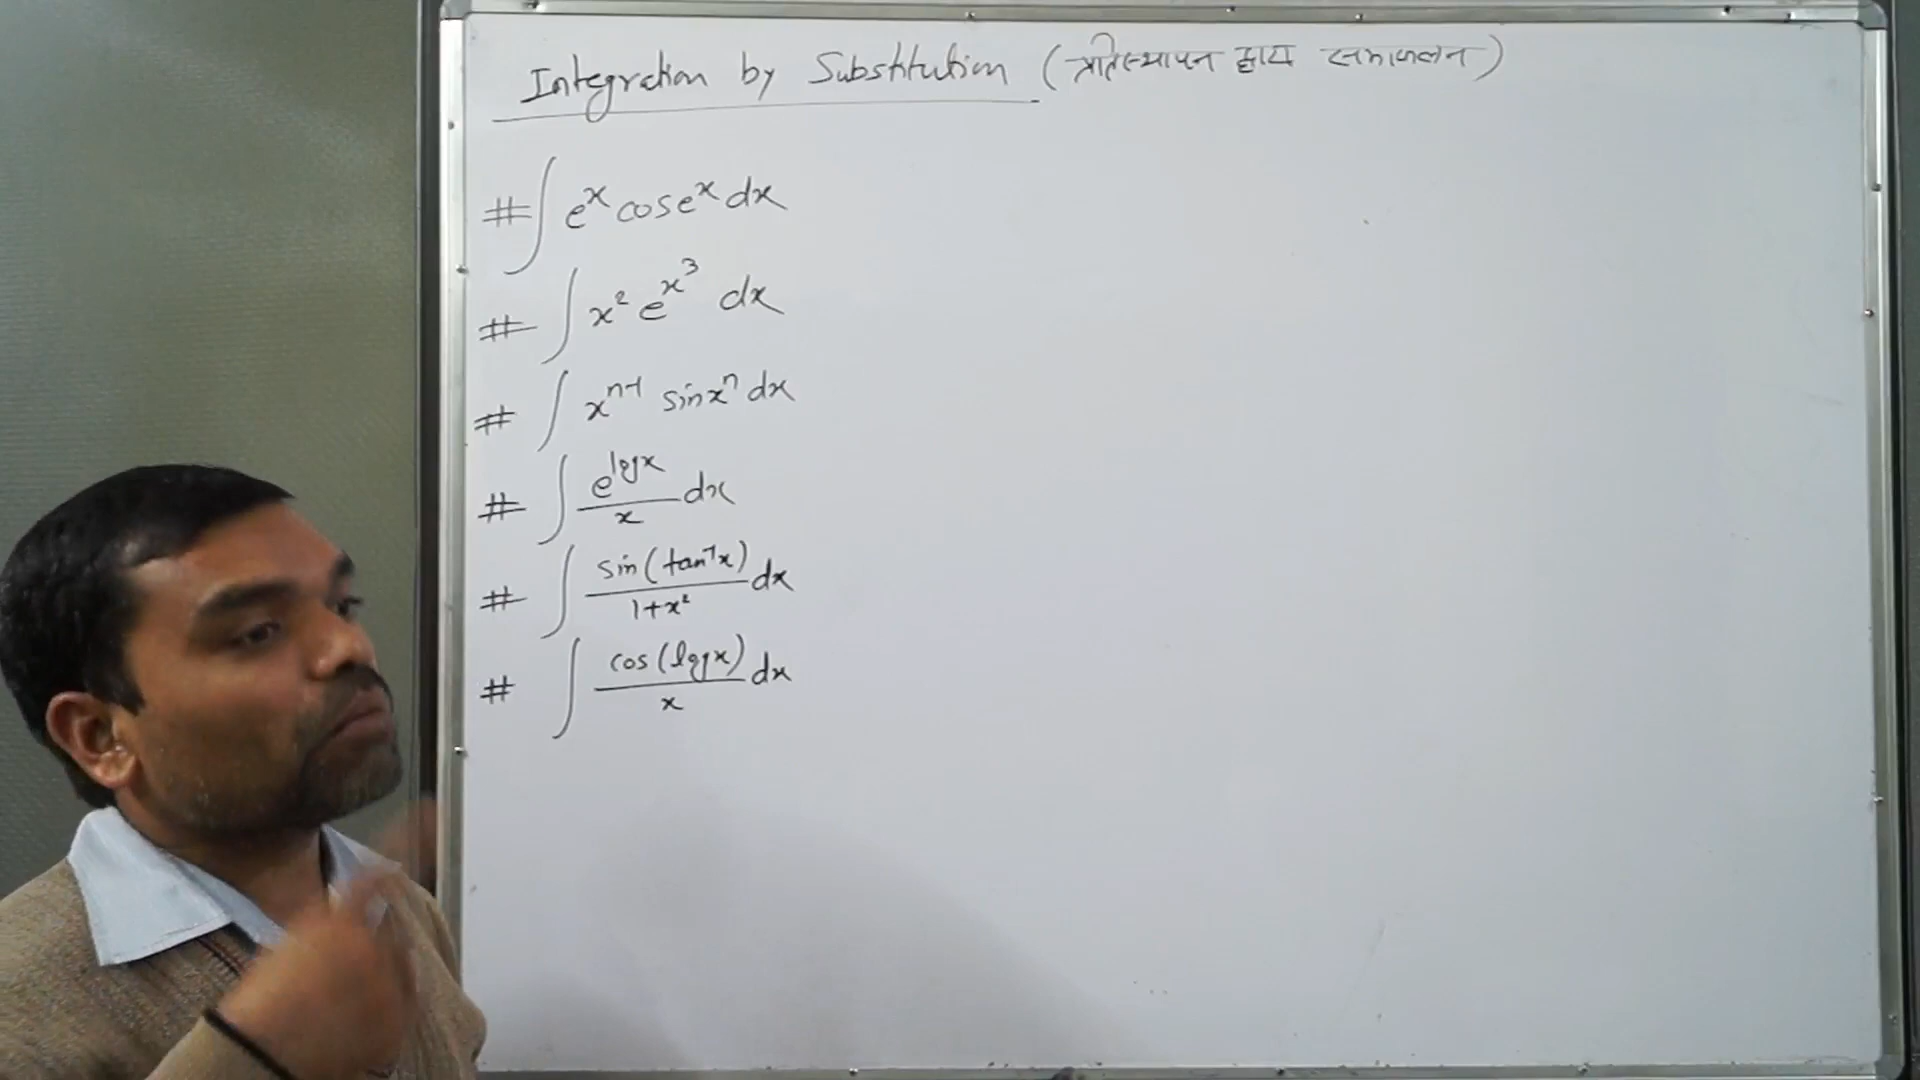 Integration by Substitution (प्रतिस्थापन द्वारा समाकलन)
# ∫ e^x cos e^x dx
# ∫ x² e^x³ dx
# ∫ x^n-1 sin x^n dx
# ∫ e^log x / x dx
# ∫ sin(tan⁻¹x) / 1+x² dx
# ∫ cos(log x) / x dx